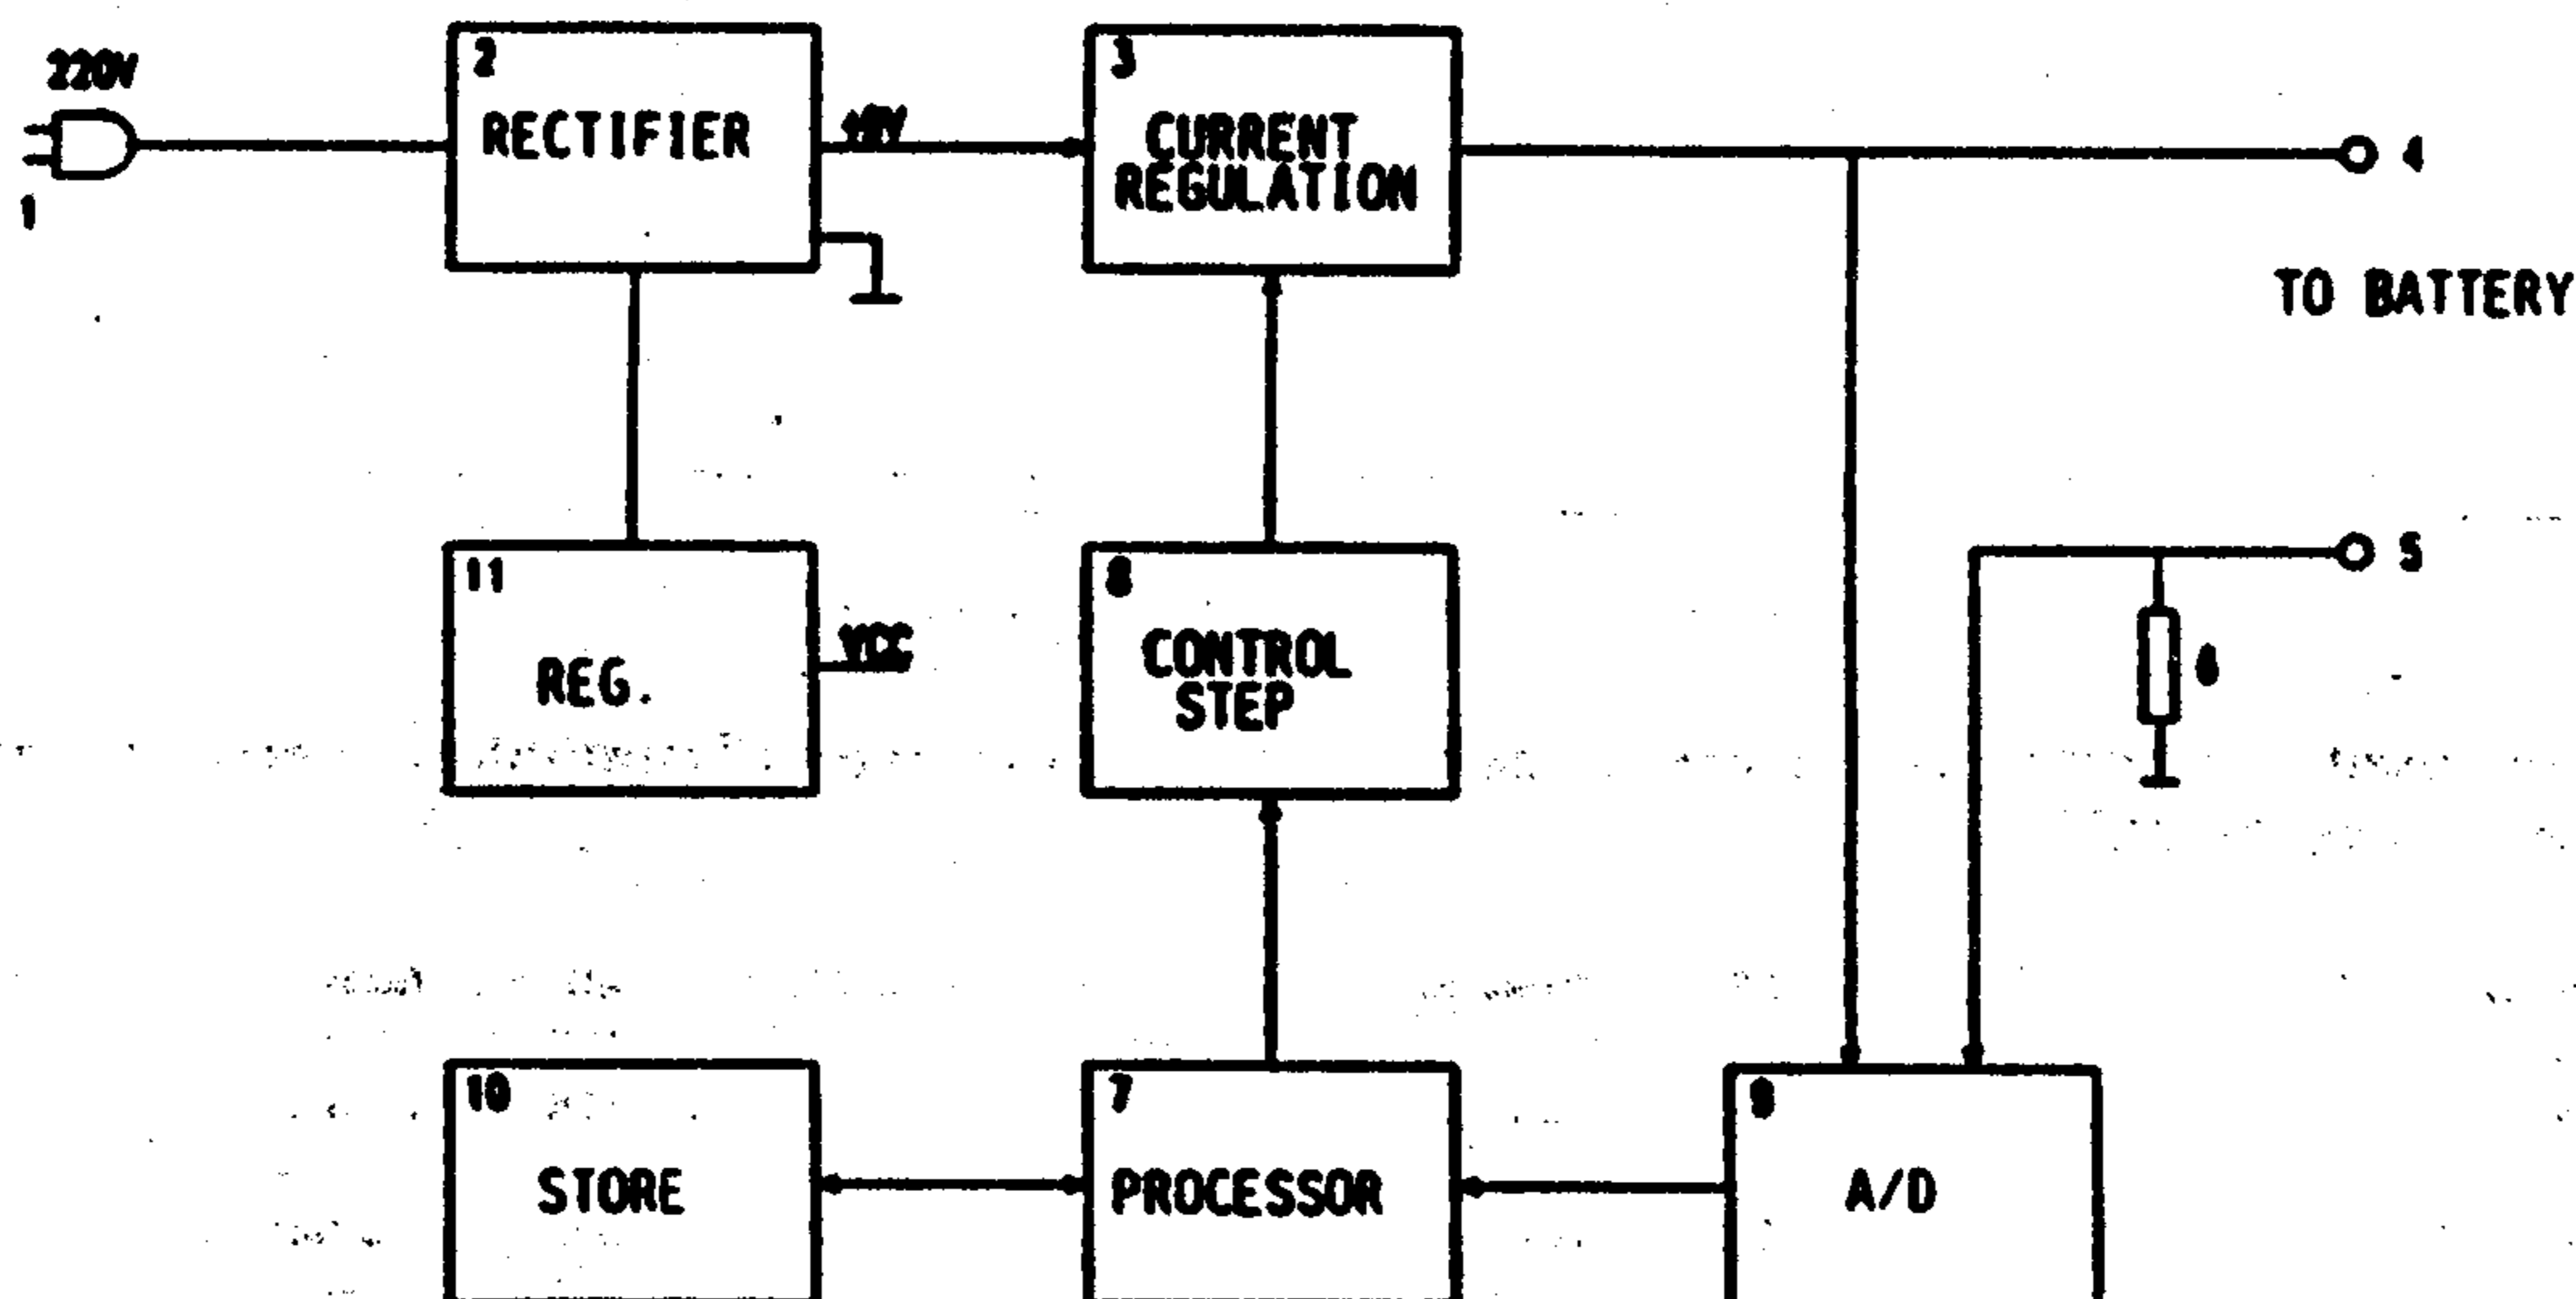 220V
1
2
RECTIFIER
3
CURRENT
REGULATION
4
TO BATTERY
11
REG.
VCC
8
CONTROL
STEP
5
6
10
STORE
7
PROCESSOR
9
A/D